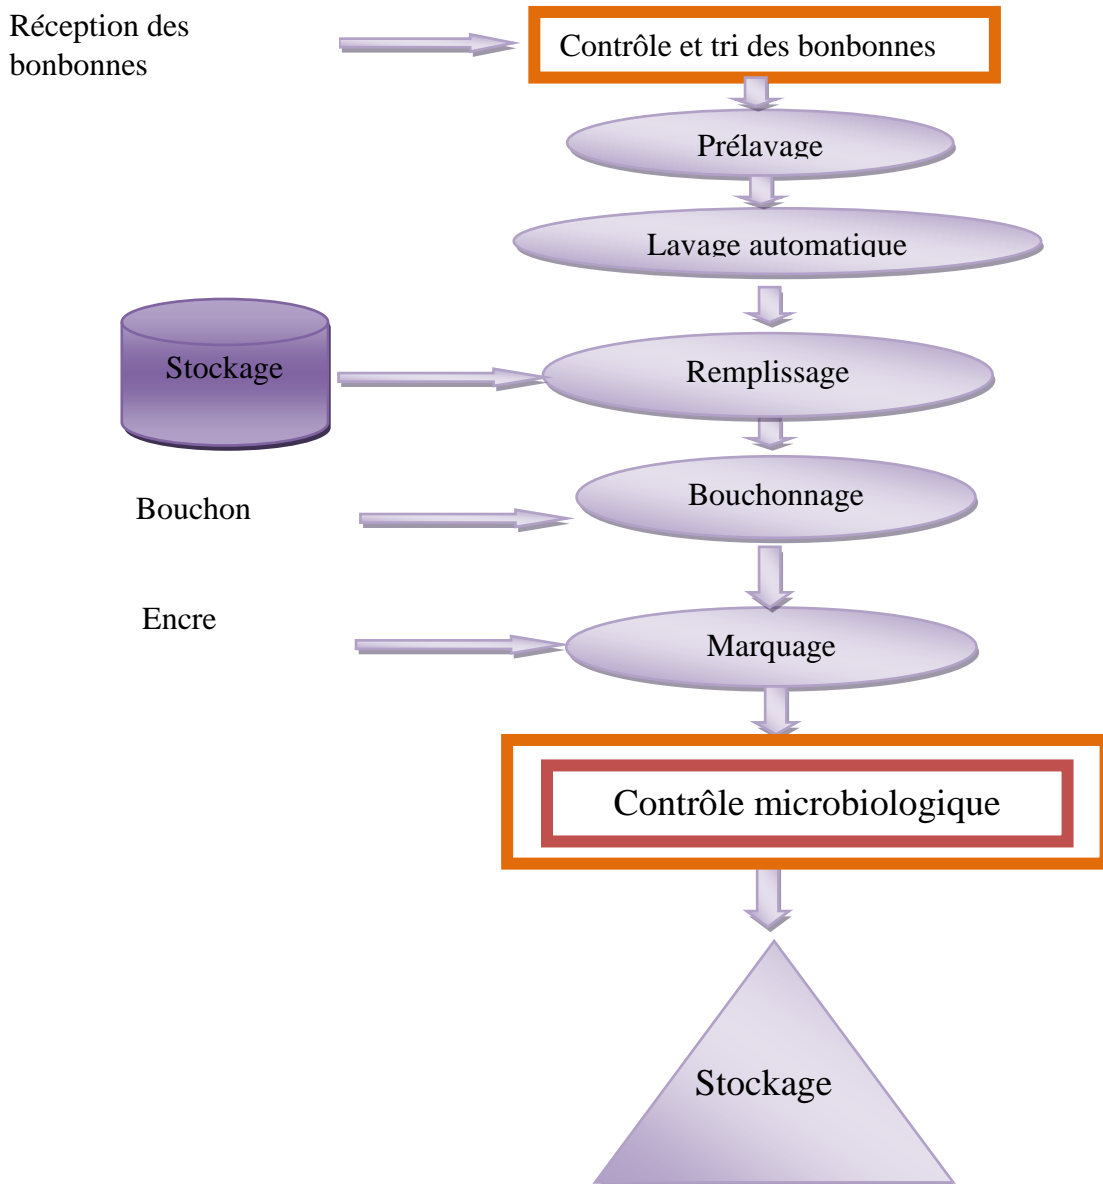 Réception des
bonbonnes
Contrôle et tri des bonbonnes
Prélavage
Lavage automatique
Stockage
Remplissage
Bouchon
Bouchonnage
Encre
Marquage
Contrôle microbiologique
Stockage